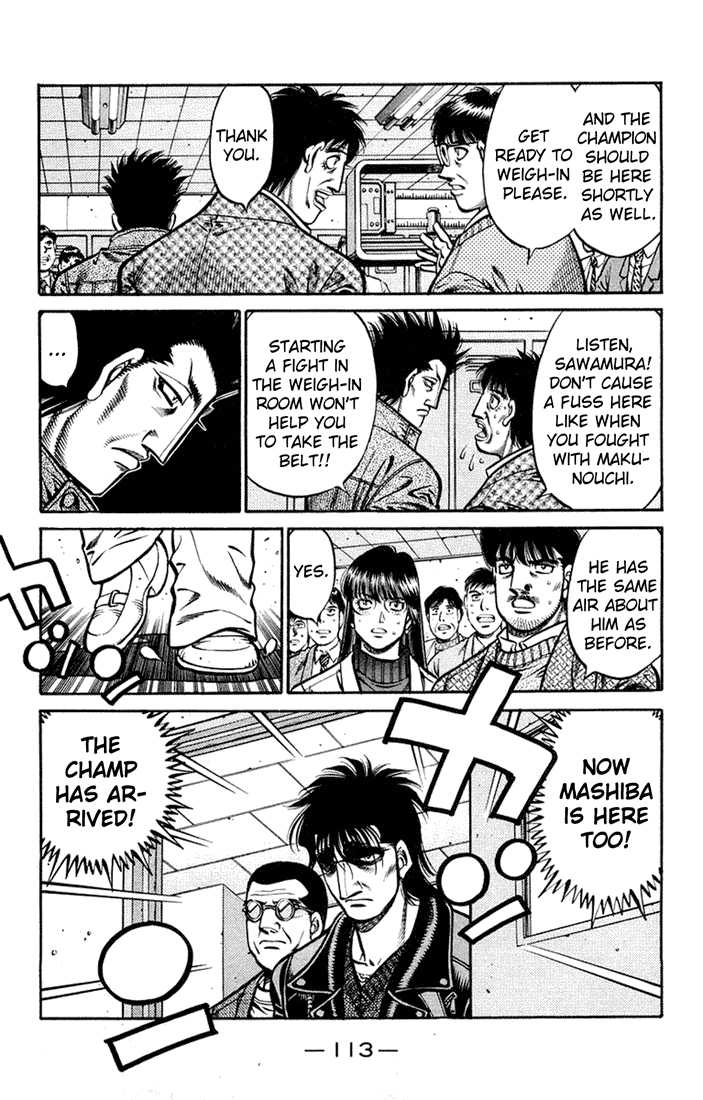 AND THE
CHAMPION
SHOULD
BE HERE
SHORTLY
AS WELL.
GET
READY TO
WEIGH-IN
PLEASE.
THANK
YOU.
LISTEN,
SAWAMURA!
DON'T CAUSE
A FUSS HERE
LIKE WHEN
YOU FOUGHT
WITH MAKU-
NOUCHI.
STARTING
A FIGHT IN
THE WEIGH-IN
ROOM WON'T
HELP YOU
TO TAKE THE
BELT!!
...
HE HAS
THE SAME
AIR ABOUT
HIM AS
BEFORE.
YES.
ガヤ
NOW
MASHIBA
IS HERE
TOO!
THE
CHAMP
HAS AR-
RIVED!
—113—